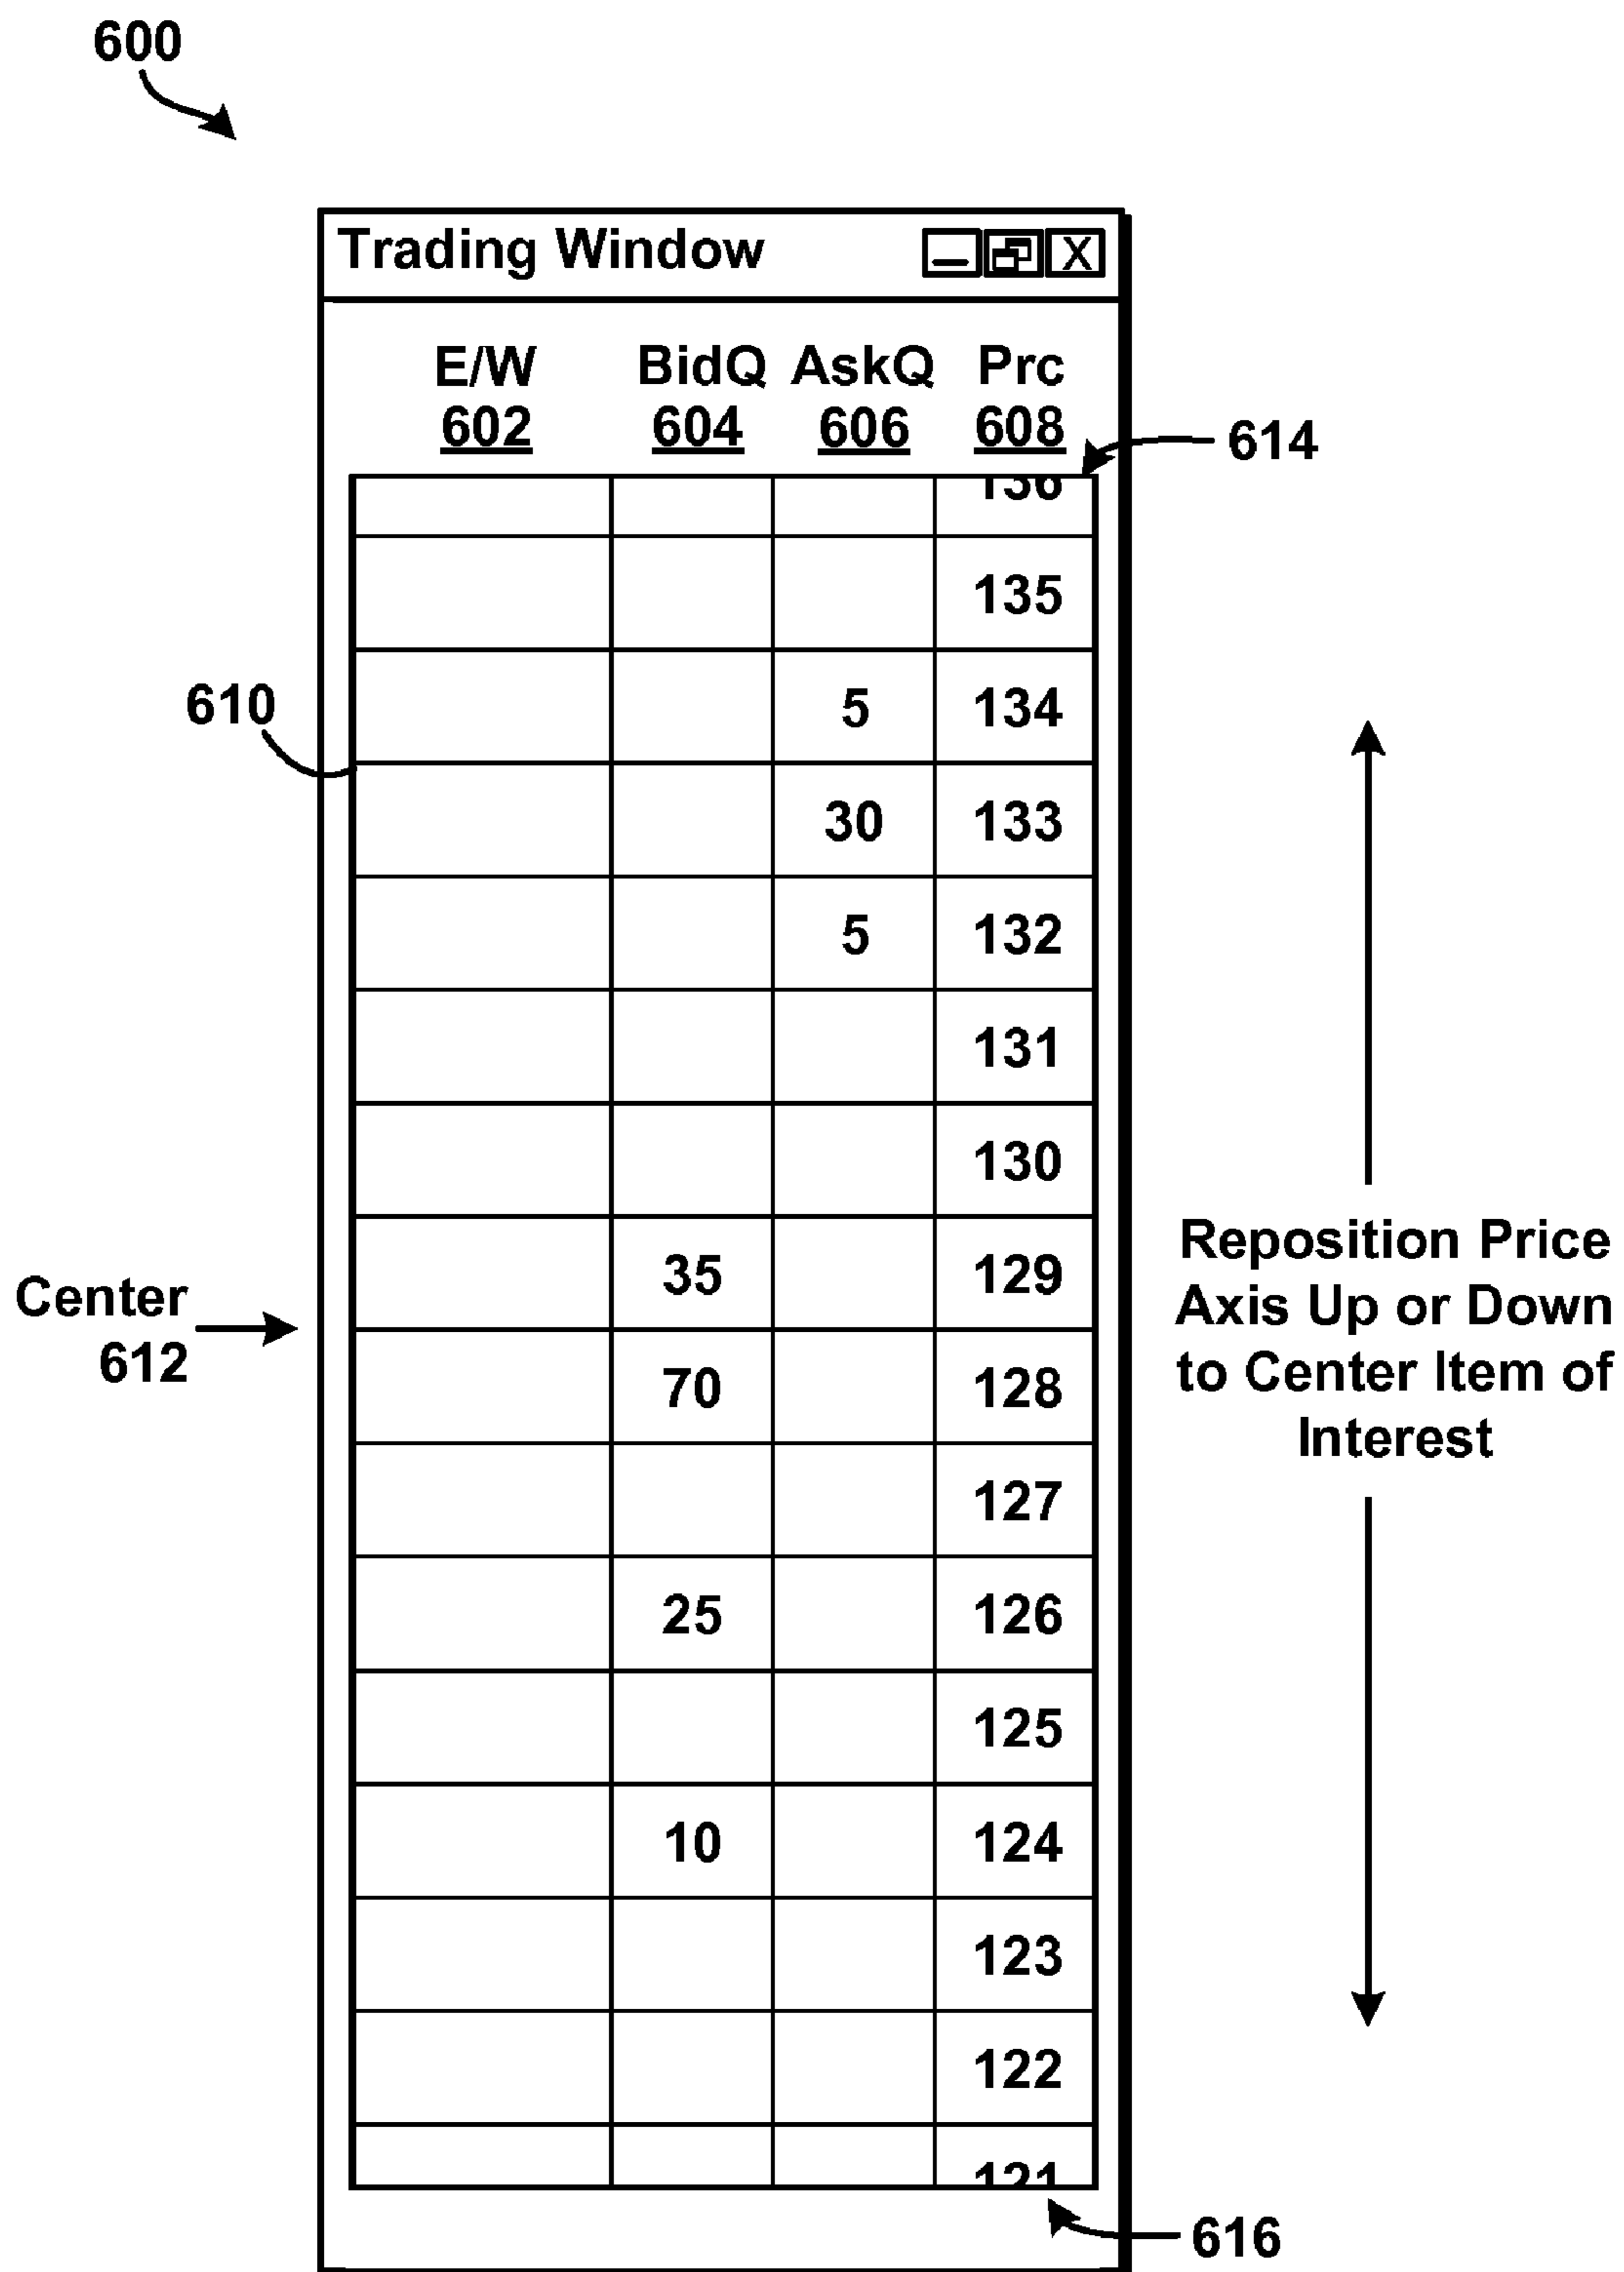 600
Trading Window
E/W BidQ AskQ Prc
602 604 606 608
614
136
135
610
5 134
30 133
5 132
131
130
35 129
Center
612
70 128
Reposition Price
Axis Up or Down
to Center Item of
Interest
127
25 126
125
10 124
123
122
121
616